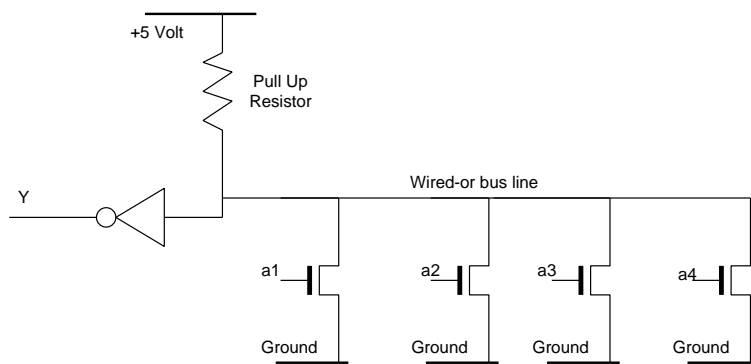 +5 Volt
Pull Up
Resistor
Y
Wired-or bus line
a1
a2
a3
a4
Ground
Ground
Ground
Ground